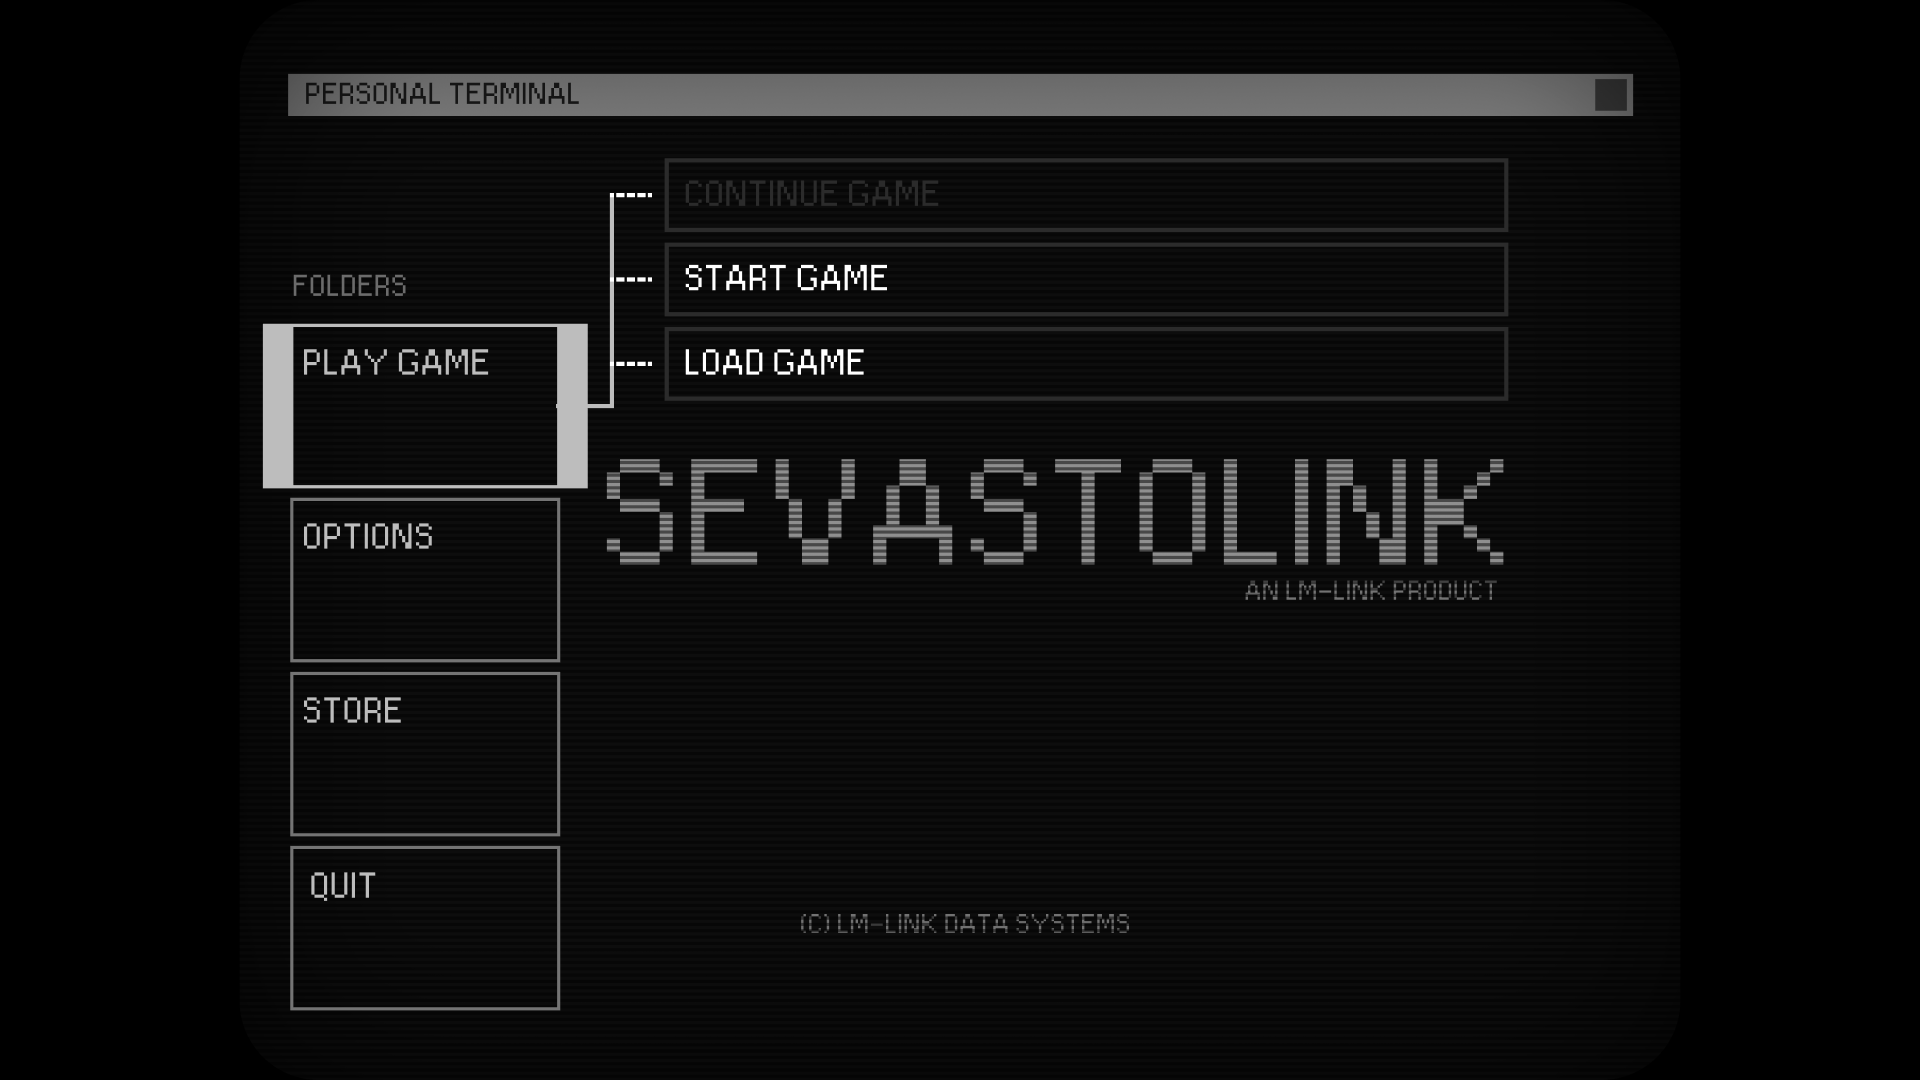 PERSONAL TERMINAL
CONTINUE GAME
START GAME
LOAD GAME
FOLDERS
PLAY GAME
OPTIONS
STORE
QUIT
SEVASTOLINK
AN LM-LINK PRODUCT
(C) LM-LINK DATA SYSTEMS